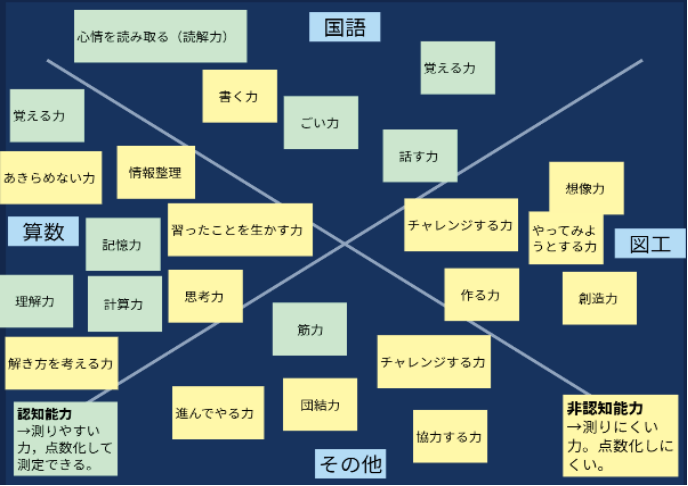 心情を読み取る（読解力）
国語
覚える力
書く力
ごい力
話す力
覚える力
あきらめない力
情報整理
算数
記憶力
習ったことを生かす力
理解力
計算力
思考力
解き方を考える力
チャレンジする力
想像力
やってみよ
うとする力
図工
作る力
創造力
筋力
チャレンジする力
進んでやる力
団結力
協力する力
その他
認知能力
→測りやすい
力，点数化して
測定できる。
非認知能力
→測りにくい
力。点数化しに
くい。